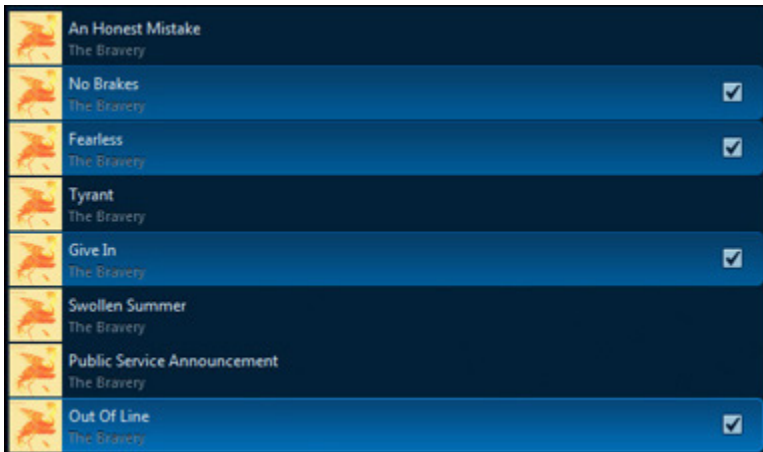 An Honest Mistake
The Bravery
No Brakes
The Bravery
Fearless
The Bravery
Tyrant
The Bravery
Give In
The Bravery
Swollen Summer
The Bravery
Public Service Announcement
The Bravery
Out Of Line
The Bravery